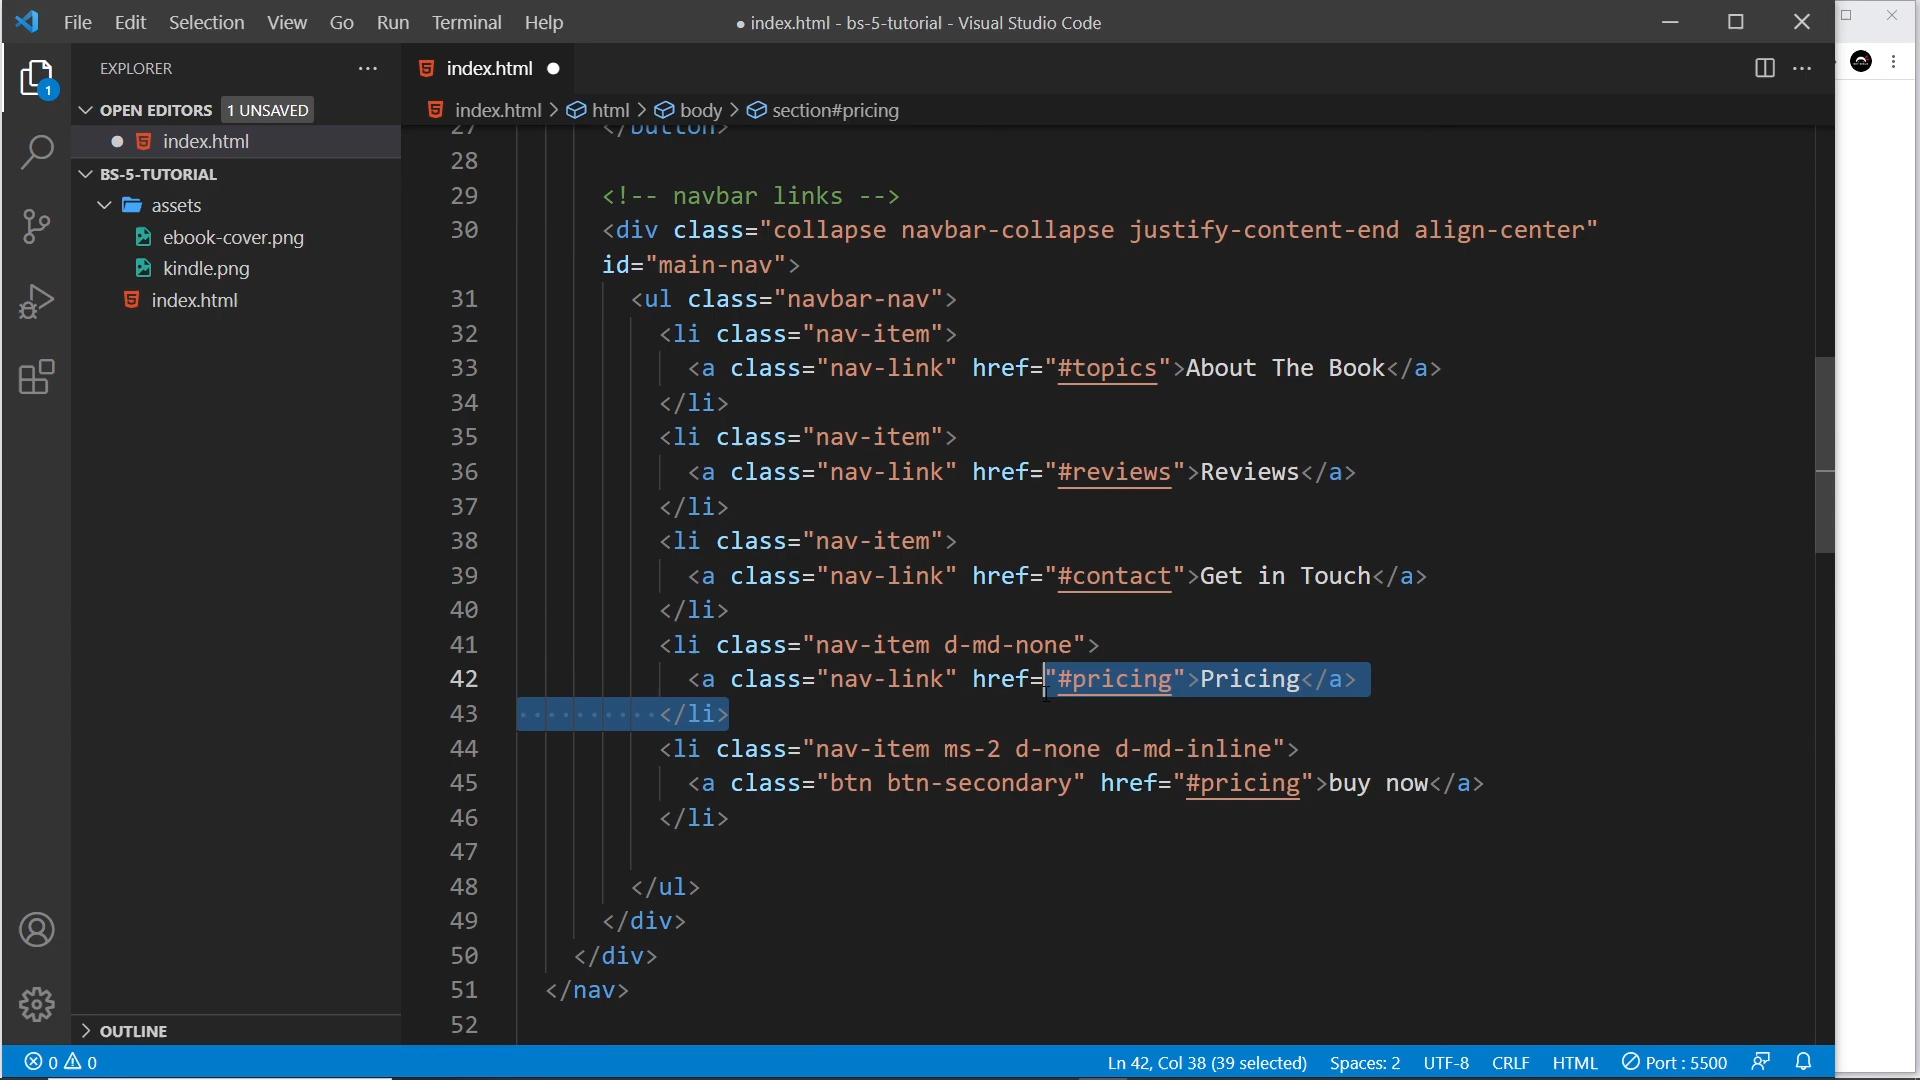 File Edit Selection View Go Run Terminal Help
● index.html - bs-5-tutorial - Visual Studio Code
EXPLORER
index.html
OPEN EDITORS 1 UNSAVED
index.html
BS-5-TUTORIAL
assets
ebook-cover.png
kindle.png
index.html
OUTLINE
1
index.html > html > body > section#pricing
27 </button>
28
29 <!-- navbar links -->
30 <div class="collapse navbar-collapse justify-content-end align-center"
id="main-nav">
31 <ul class="navbar-nav">
32 <li class="nav-item">
33 <a class="nav-link" href="#topics">About The Book</a>
34 </li>
35 <li class="nav-item">
36 <a class="nav-link" href="#reviews">Reviews</a>
37 </li>
38 <li class="nav-item">
39 <a class="nav-link" href="#contact">Get in Touch</a>
40 </li>
41 <li class="nav-item d-md-none">
42 <a class="nav-link" href="#pricing">Pricing</a>
43 </li>
44 <li class="nav-item ms-2 d-none d-md-inline">
45 <a class="btn btn-secondary" href="#pricing">buy now</a>
46 </li>
47
48 </ul>
49 </div>
50 </div>
51 </nav>
52
0 0
Ln 42, Col 38 (39 selected) Spaces: 2 UTF-8 CRLF HTML Port : 5500